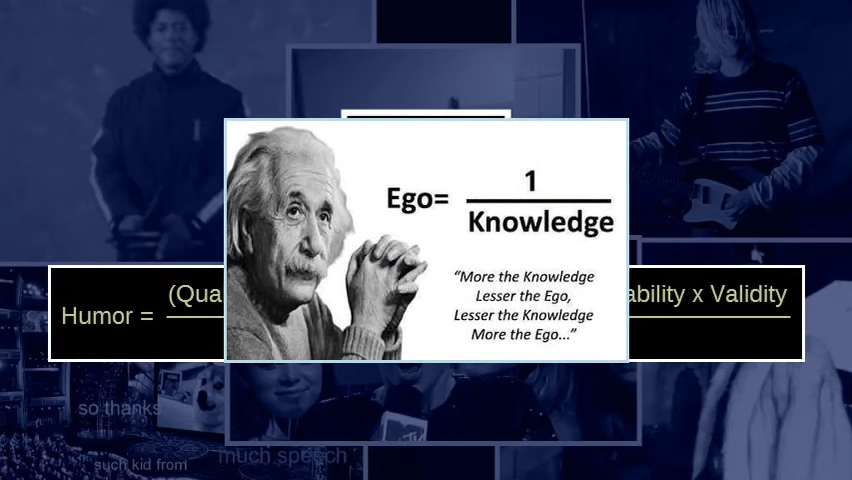 Ego=
1
Knowledge
“More the Knowledge
Lesser the Ego,
Lesser the Knowledge
More the Ego...”
(Qua
ability x Validity
Humor =
so thanks
much speech
such kid from